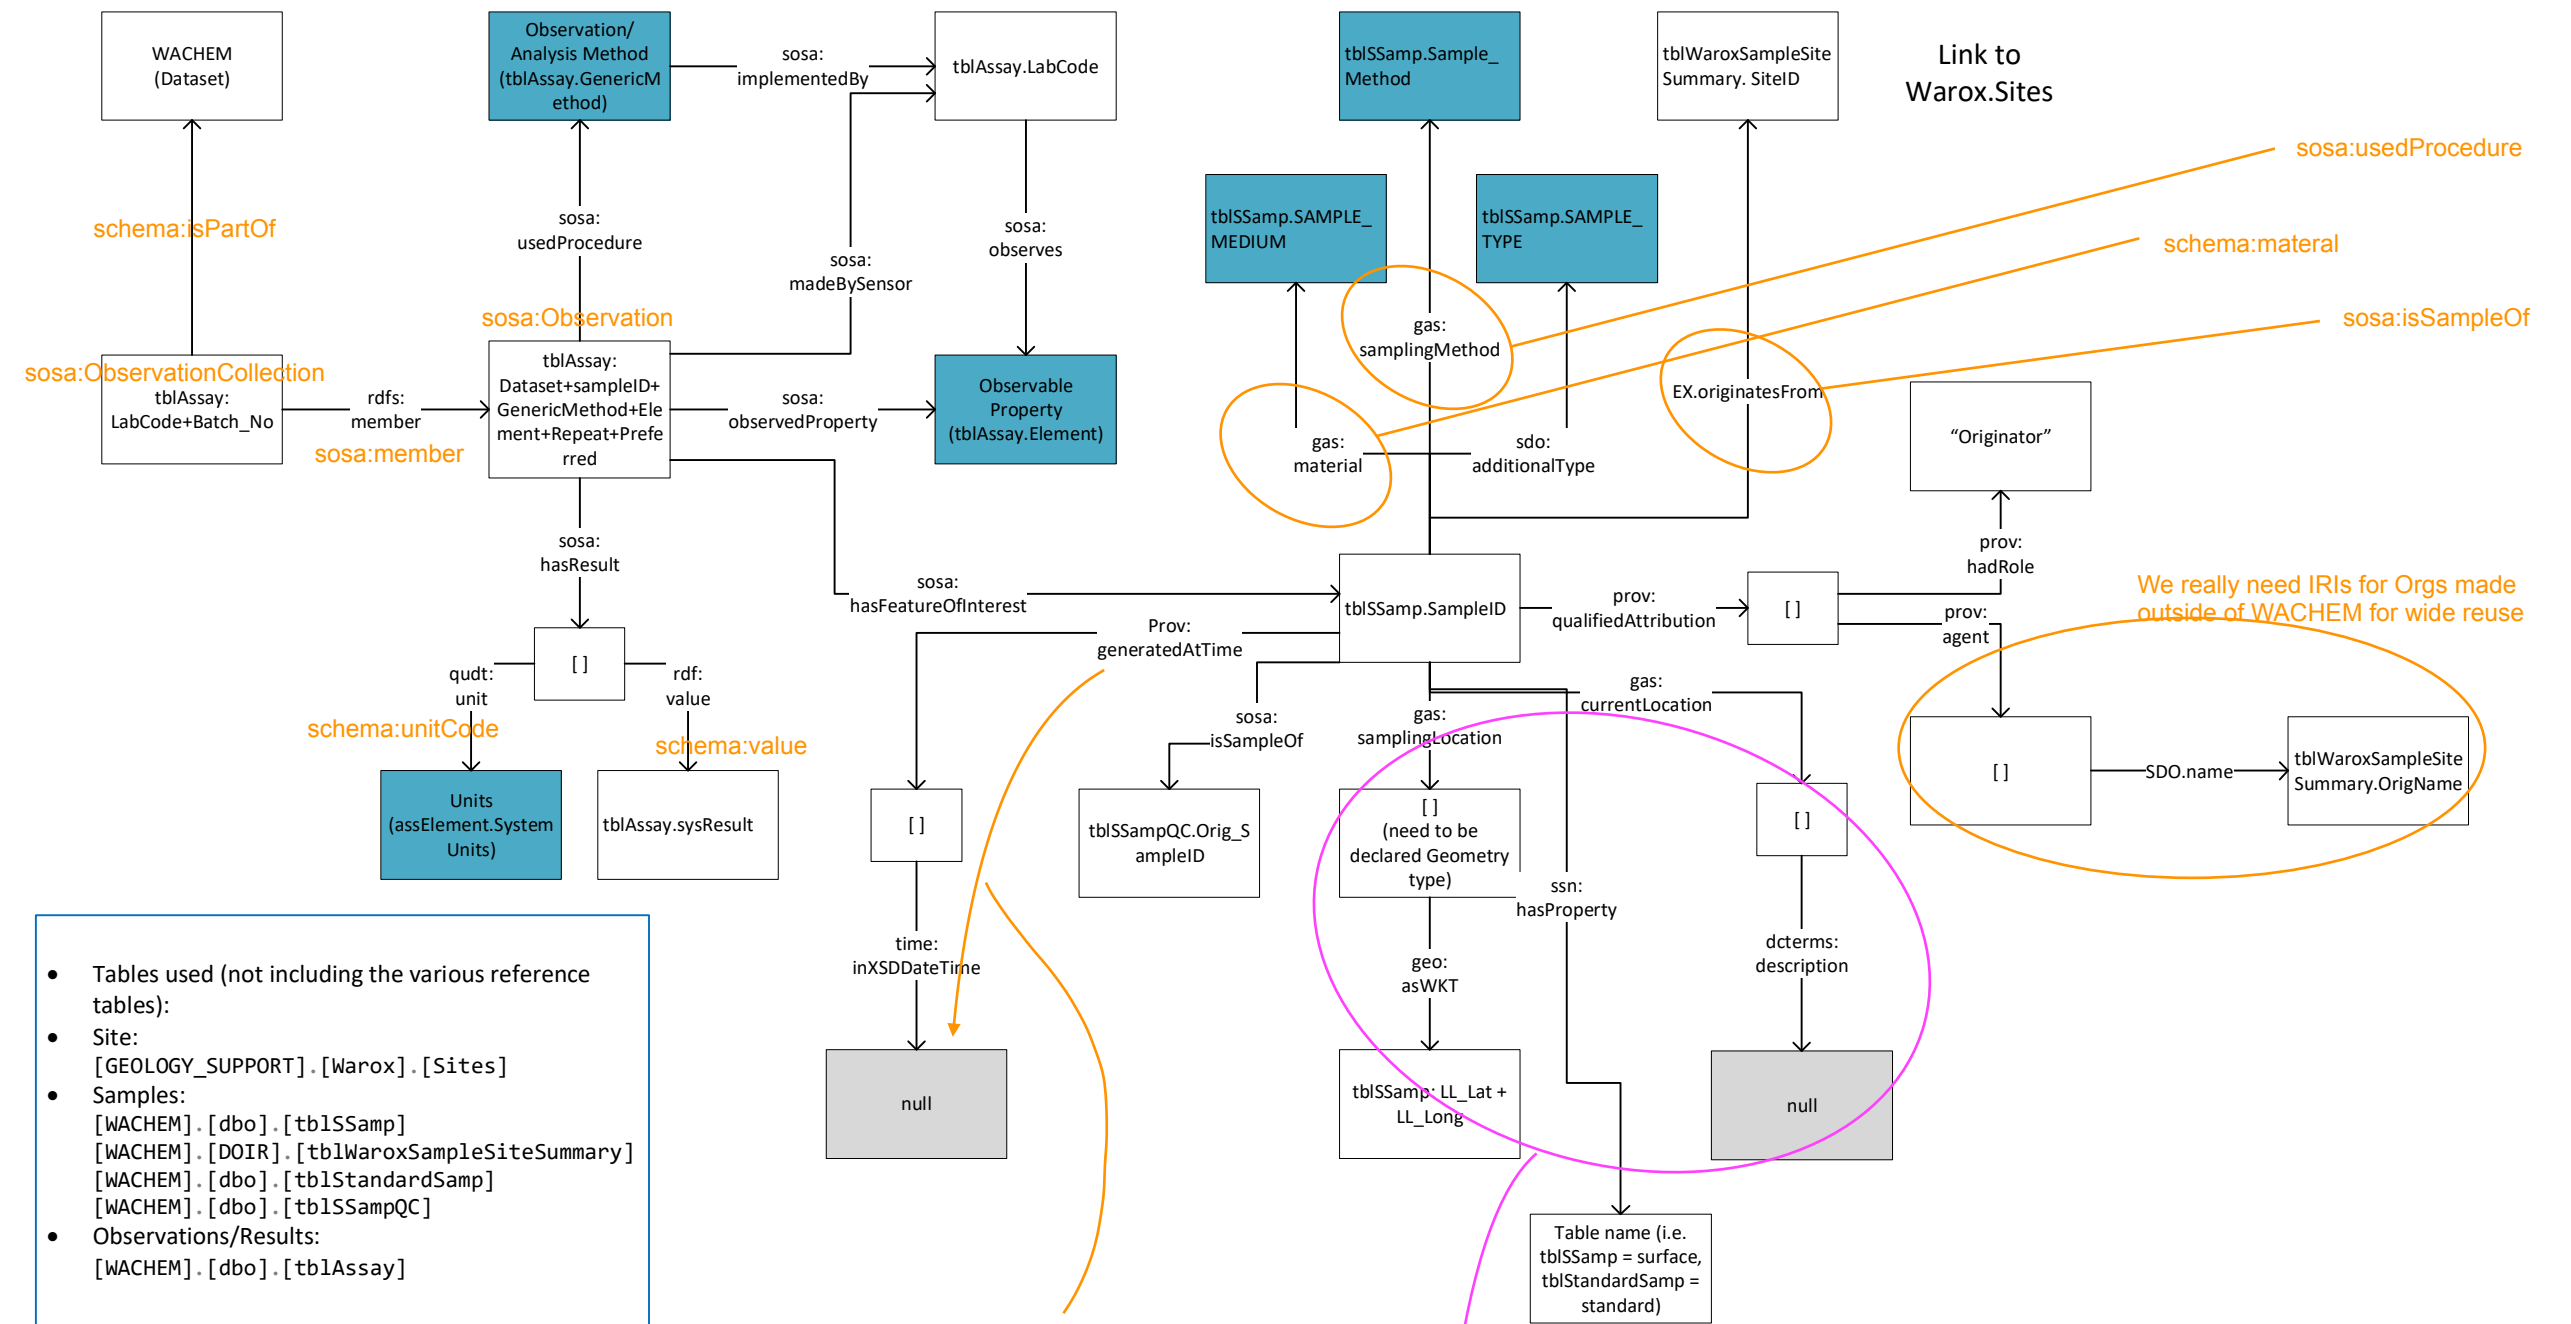 WACHEM
(Dataset)
Observation/
Analysis Method
(tblAssay.GenericM
ethod)
sosa:
implementedBy
tblAssay.LabCode
tblSSamp.Sample_
Method
tblWaroxSampleSite
Summary. SiteID
Link to
Warox.Sites
sosa:usedProcedure
schema:materal
sosa:isSampleOf
tblSSamp.SAMPLE_
MEDIUM
tblSSamp.SAMPLE_
TYPE
schema:isPartOf
sosa:
usedProcedure
sosa:
madeBySensor
sosa:
observes
sosa:Observation
gas:
samplingMethod
EX.originatesFrom
sosa:ObservationCollection
tblAssay:
LabCode+Batch_No
rdfs:
member
sosa:member
tblAssay:
Dataset+sampleID+
GenericMethod+Ele
ment+Repeat+Prefe
rred
sosa:
observedProperty
Observable
Property
(tblAssay.Element)
gas:
material
sdo:
additionalType
"Originator"
sosa:
hasResult
sosa:
hasFeatureOfInterest
tblSSamp.SampleID
prov:
qualifiedAttribution
[ ]
prov:
hadRole
prov:
agent
We really need IRIs for Orgs made
outside of WACHEM for wide reuse
Prov:
generatedAtTime
[ ]
qudt:
unit
rdf:
value
schema:unitCode
schema:value
Units
(assElement.System
Units)
tblAssay.sysResult
sosa:
isSampleOf
gas:
samplingLocation
gas:
currentLocation
[ ]
SDO.name
tblWaroxSampleSite
Summary.OrigName
[ ]
tblSSampQC.Orig_S
ampleID
[ ]
(need to be
declared Geometry
type)
[ ]
ssn:
hasProperty
time:
inXSDDateTime
geo:
asWKT
dcterms:
description
null
tblSSamp: LL_Lat +
LL_Long
null
Table name (i.e.
tblSSamp = surface,
tblStandardSamp =
standard)
• Tables used (not including the various reference
tables):
• Site:
[GEOLOGY_SUPPORT].[Warox].[Sites]
• Samples:
[WACHEM].[dbo].[tblSSamp]
[WACHEM].[DOIR].[tblWaroxSampleSiteSummary]
[WACHEM].[dbo].[tblStandardSamp]
[WACHEM].[dbo].[tblSSampQC]
• Observations/Results:
[WACHEM].[dbo].[tblAssay]